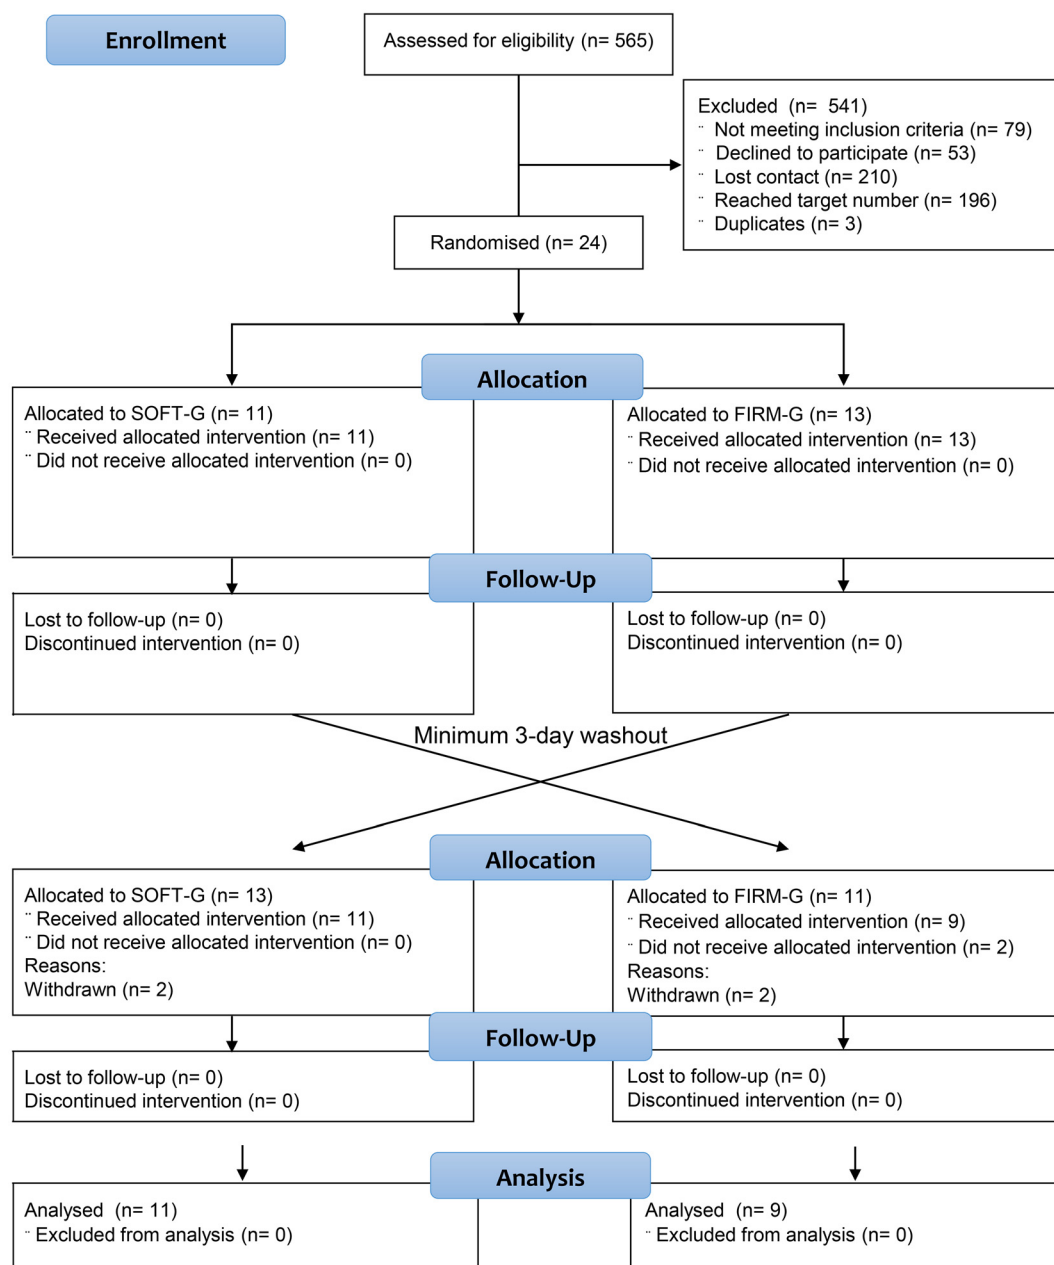 Enrollment
Assessed for eligibility (n= 565)
Excluded (n= 541)
¨ Not meeting inclusion criteria (n= 79)
¨ Declined to participate (n= 53)
¨ Lost contact (n= 210)
¨ Reached target number (n= 196)
¨ Duplicates (n= 3)
Randomised (n= 24)
Allocation
Allocated to SOFT-G (n= 11)
¨ Received allocated intervention (n= 11)
¨ Did not receive allocated intervention (n= 0)
Allocated to FIRM-G (n= 13)
¨ Received allocated intervention (n= 13)
¨ Did not receive allocated intervention (n= 0)
Follow-Up
Lost to follow-up (n= 0)
Discontinued intervention (n= 0)
Lost to follow-up (n= 0)
Discontinued intervention (n= 0)
Minimum 3-day washout
Allocation
Allocated to SOFT-G (n= 13)
¨ Received allocated intervention (n= 11)
¨ Did not receive allocated intervention (n= 0)
Reasons:
Withdrawn (n= 2)
Allocated to FIRM-G (n= 11)
¨ Received allocated intervention (n= 9)
¨ Did not receive allocated intervention (n= 2)
Reasons:
Withdrawn (n= 2)
Follow-Up
Lost to follow-up (n= 0)
Discontinued intervention (n= 0)
Lost to follow-up (n= 0)
Discontinued intervention (n= 0)
Analysis
Analysed (n= 11)
¨ Excluded from analysis (n= 0)
Analysed (n= 9)
¨ Excluded from analysis (n= 0)